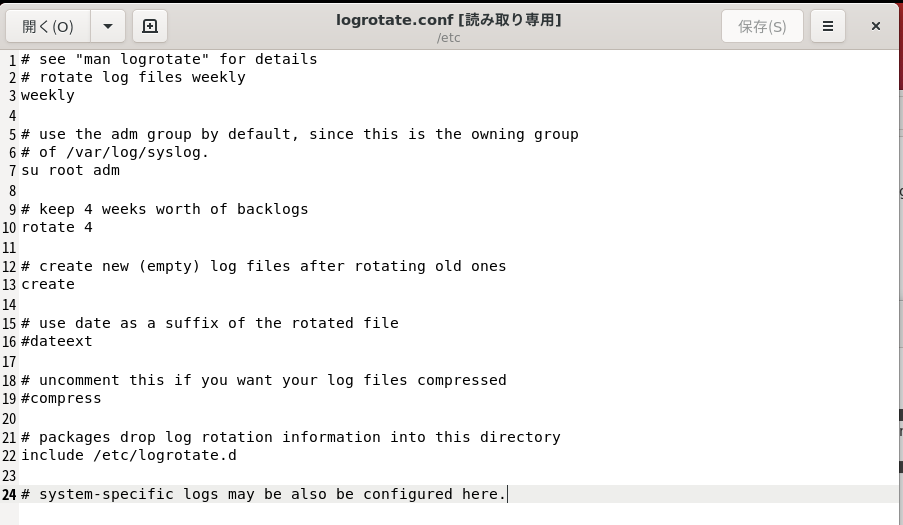 開く(O)
logrotate.conf [読み取り専用]
/etc
保存(S)
1 # see "man logrotate" for details
2 # rotate log files weekly
3 weekly
4
5 # use the adm group by default, since this is the owning group
6 # of /var/log/syslog.
7 su root adm
8
9 # keep 4 weeks worth of backlogs
10 rotate 4
11
12 # create new (empty) log files after rotating old ones
13 create
14
15 # use date as a suffix of the rotated file
16 #dateext
17
18 # uncomment this if you want your log files compressed
19 #compress
20
21 # packages drop log rotation information into this directory
22 include /etc/logrotate.d
23
24 # system-specific logs may be also be configured here.